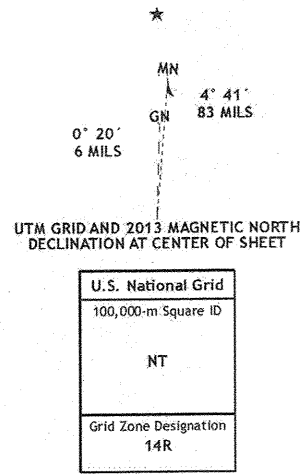 MN
4° 41´
83 MILS
GN
0° 20´
6 MILS
UTM GRID AND 2013 MAGNETIC NORTH
DECLINATION AT CENTER OF SHEET
U.S. National Grid
100,000-m Square ID
NT
Grid Zone Designation
14R